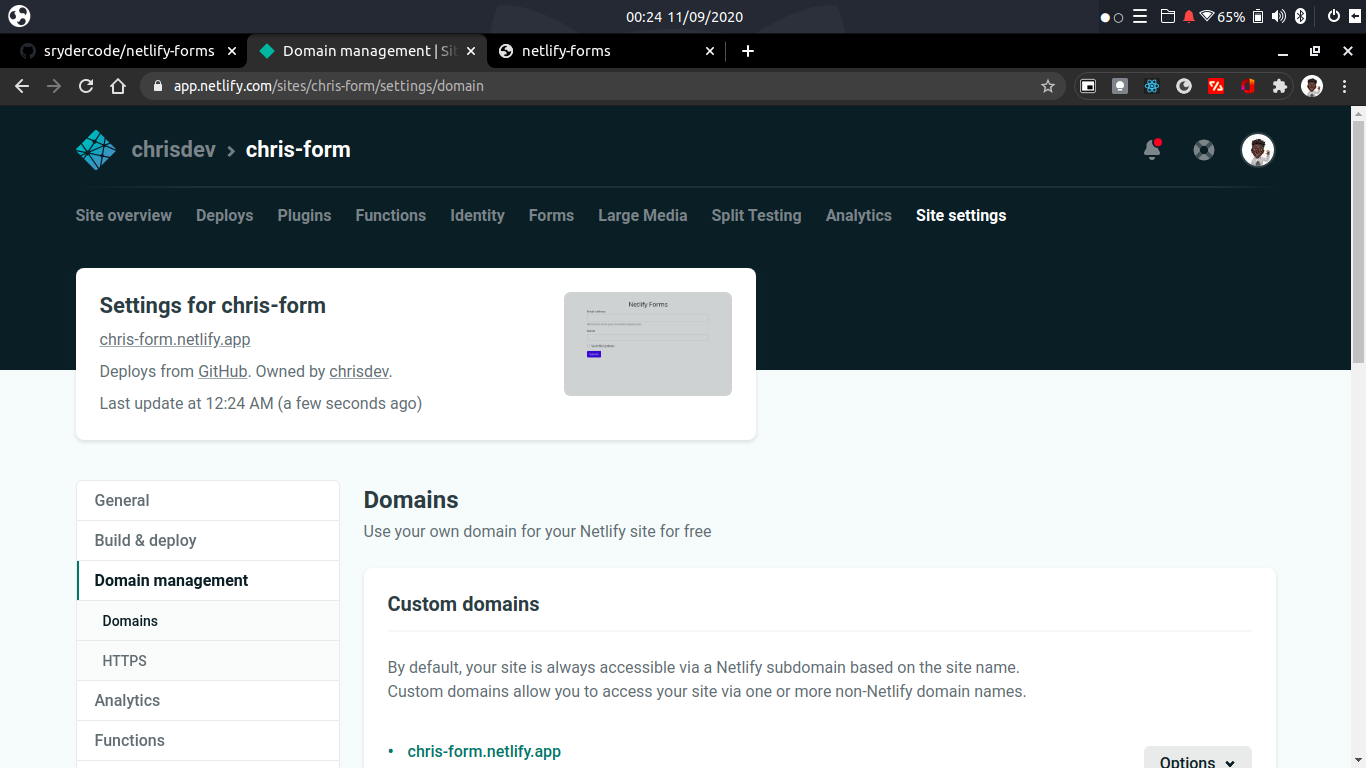 00:24 11/09/2020
65%
srydercode/netlify-forms
Domain management | Sit
netlify-forms
app.netlify.com/sites/chris-form/settings/domain
chrisdev > chris-form
Site overview Deploys Plugins Functions Identity Forms Large Media Split Testing Analytics Site settings
Settings for chris-form
chris-form.netlify.app
Deploys from GitHub. Owned by chrisdev.
Last update at 12:24 AM (a few seconds ago)
Netlify Forms
General
Build & deploy
Domain management
Domains
HTTPS
Analytics
Functions
Domains
Use your own domain for your Netlify site for free
Custom domains
By default, your site is always accessible via a Netlify subdomain based on the site name.
Custom domains allow you to access your site via one or more non-Netlify domain names.
• chris-form.netlify.app
Options